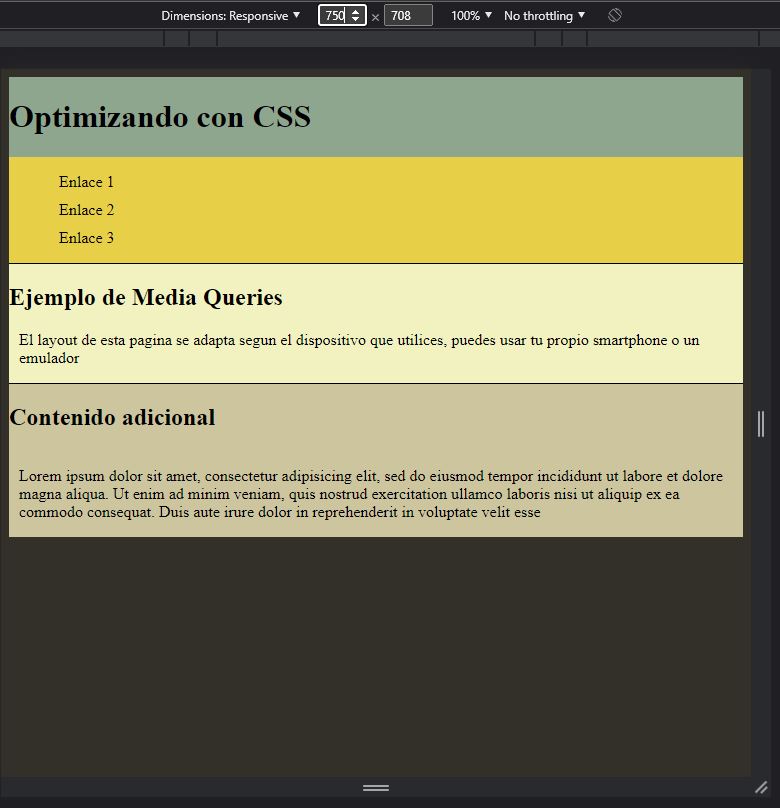 Dimensions: Responsive ▼ 750 × 708 100% ▼ No throttling ▼
Optimizando con CSS
Enlace 1
Enlace 2
Enlace 3
Ejemplo de Media Queries
El layout de esta pagina se adapta segun el dispositivo que utilices, puedes usar tu propio smartphone o un
emulador
Contenido adicional
Lorem ipsum dolor sit amet, consectetur adipisicing elit, sed do eiusmod tempor incididunt ut labore et dolore
magna aliqua. Ut enim ad minim veniam, quis nostrud exercitation ullamco laboris nisi ut aliquip ex ea
commodo consequat. Duis aute irure dolor in reprehenderit in voluptate velit esse